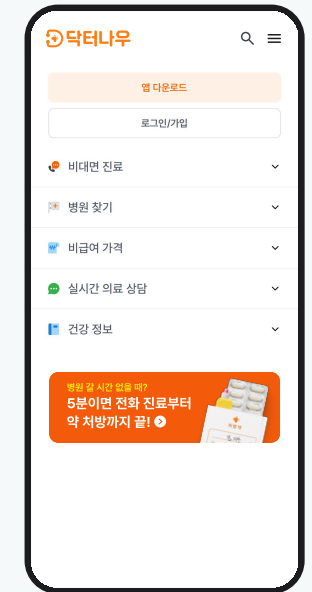 닥터나우
앱 다운로드
로그인/가입
비대면 진료
병원 찾기
비급여 가격
실시간 의료 상담
건강 정보
병원 갈 시간 없을 때?
5분이면 전화 진료부터
약 처방까지 끝!